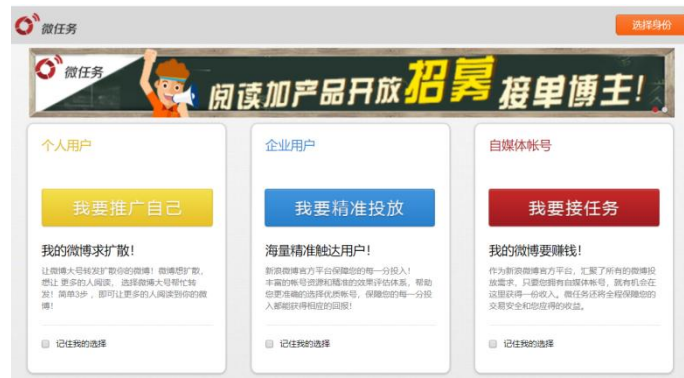 微任务
选择身份
微任务
阅读加产品开放招募接单博主!
个人用户
企业用户
自媒体帐号
我要推广自己
我要精准投放
我要接任务
我的微博求扩散!
让微博大号转发扩散你的微博!微博想扩散,
想让 更多的人阅读, 选择微博大号帮忙转
发!简单3步,即可让更多的人阅读到你的微
博!
海量精准触达用户!
新浪微博官方平台保障您的每一分投入!
丰富的帐号资源和精准的效果评估体系,帮助
您更准确的选择优质帐号,保障您的每一分投
入都能获得相应的回报!
我的微博要赚钱!
作为新浪微博官方平台,汇聚了所有的微博投
放需求,只要您拥有自媒体帐号,就有机会在
这里获得一份收入。微任务还将全程保障您的
交易安全和您应得的收益。
记住我的选择
记住我的选择
记住我的选择